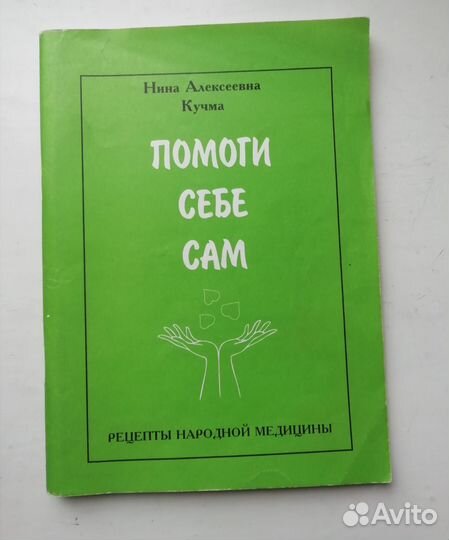 Нина Алексеевна
Кучма
ПОМОГИ
СЕБЕ
САМ
РЕЦЕПТЫ НАРОДНОЙ МЕДИЦИНЫ
Avito